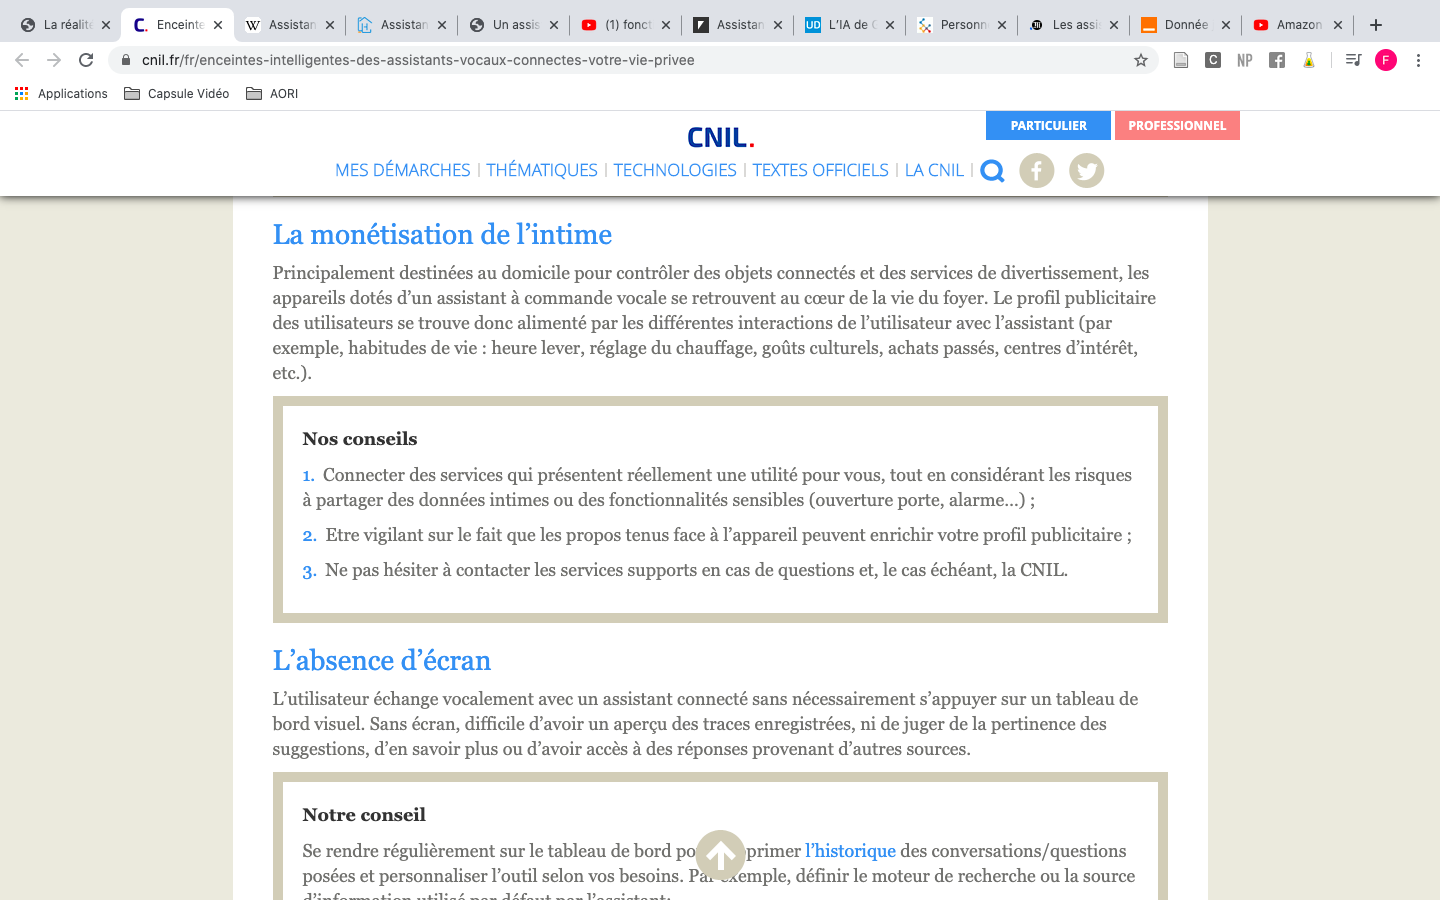 La réalité
Enceinte
Assistan
Assistan
Un assis
(1) fonct
Assistan
L'IA de
Personn
Les assi
Donnée
Amazon
cnil.fr/fr/enceintes-intelligentes-des-assistants-vocaux-connectes-votre-vie-privee
C
NP
F
Applications
Capsule Vidéo
AORI
CNIL.
PARTICULIER
PROFESSIONNEL
MES DÉMARCHES | THÉMATIQUES | TECHNOLOGIES | TEXTES OFFICIELS | LA CNIL |
La monétisation de l’intime
Principalement destinées au domicile pour contrôler des objets connectés et des services de divertissement, les
appareils dotés d’un assistant à commande vocale se retrouvent au cœur de la vie du foyer. Le profil publicitaire
des utilisateurs se trouve donc alimenté par les différentes interactions de l’utilisateur avec l’assistant (par
exemple, habitudes de vie : heure lever, réglage du chauffage, goûts culturels, achats passés, centres d’intérêt,
etc.).
Nos conseils
1. Connecter des services qui présentent réellement une utilité pour vous, tout en considérant les risques
à partager des données intimes ou des fonctionnalités sensibles (ouverture porte, alarme...) ;
2. Etre vigilant sur le fait que les propos tenus face à l’appareil peuvent enrichir votre profil publicitaire ;
3. Ne pas hésiter à contacter les services supports en cas de questions et, le cas échéant, la CNIL.
L’absence d’écran
L’utilisateur échange vocalement avec un assistant connecté sans nécessairement s’appuyer sur un tableau de
bord visuel. Sans écran, difficile d’avoir un aperçu des traces enregistrées, ni de juger de la pertinence des
suggestions, d’en savoir plus ou d’avoir accès à des réponses provenant d’autres sources.
Notre conseil
Se rendre régulièrement sur le tableau de bord po primer l’historique des conversations/questions
posées et personnaliser l’outil selon vos besoins. Par exemple, définir le moteur de recherche ou la source
d’information utilisé par défaut par l’assistant;